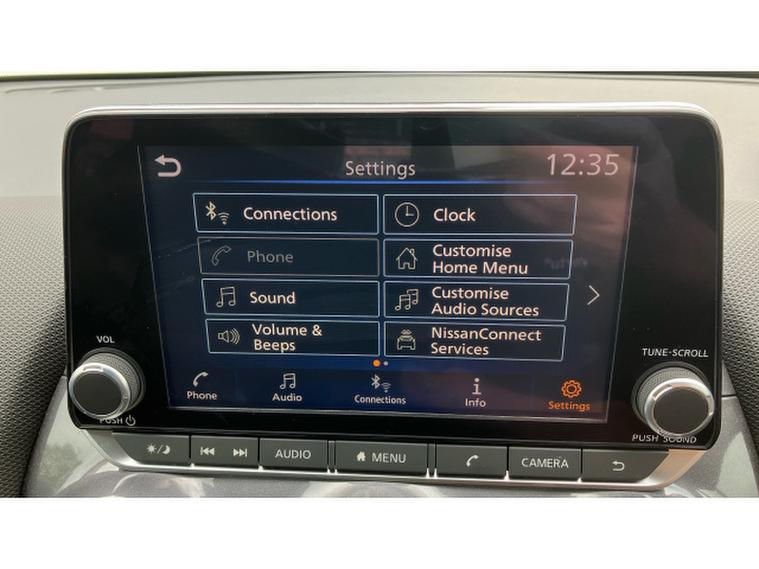 Settings
12:35
Connections
Clock
Phone
Customise
Home Menu
Sound
Customise
Audio Sources
Volume &
Beeps
NissanConnect
Services
Phone
Audio
Connections
Info
Settings
VOL
PUSH
TUNE·SCROLL
PUSH SOUND
AUDIO
MENU
CAMERA